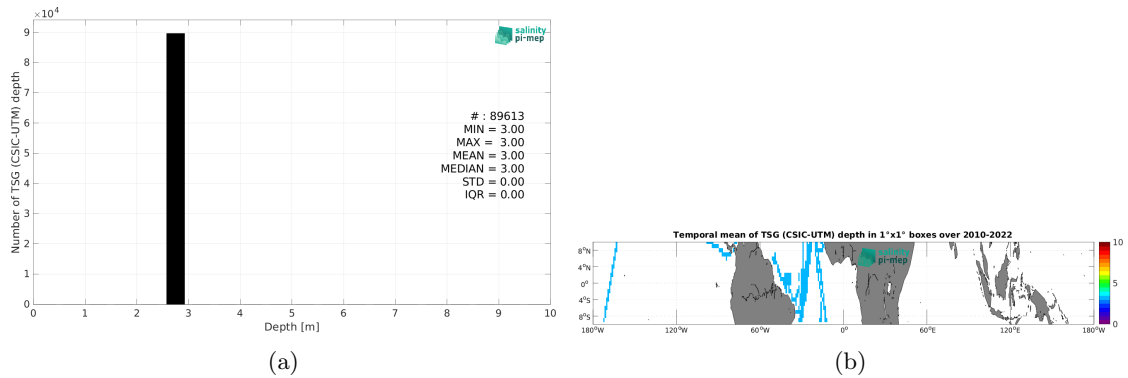 ×10⁴
9
8
7
6
5
4
3
2
1
0
Number of TSG (CSIC-UTM) depth
salinity
pi-mep
# : 89613
MIN = 3.00
MAX = 3.00
MEAN = 3.00
MEDIAN = 3.00
STD = 0.00
IQR = 0.00
0 1 2 3 4 5 6 7 8 9 10
Depth [m]
(a)
Temporal mean of TSG (CSIC-UTM) depth in 1°x1° boxes over 2010-2022
8°N
4°N
0°
4°S
8°S
salinity
pi-mep
10
5
0
180°W 120°W 60°W 0° 60°E 120°E 180°W
(b)